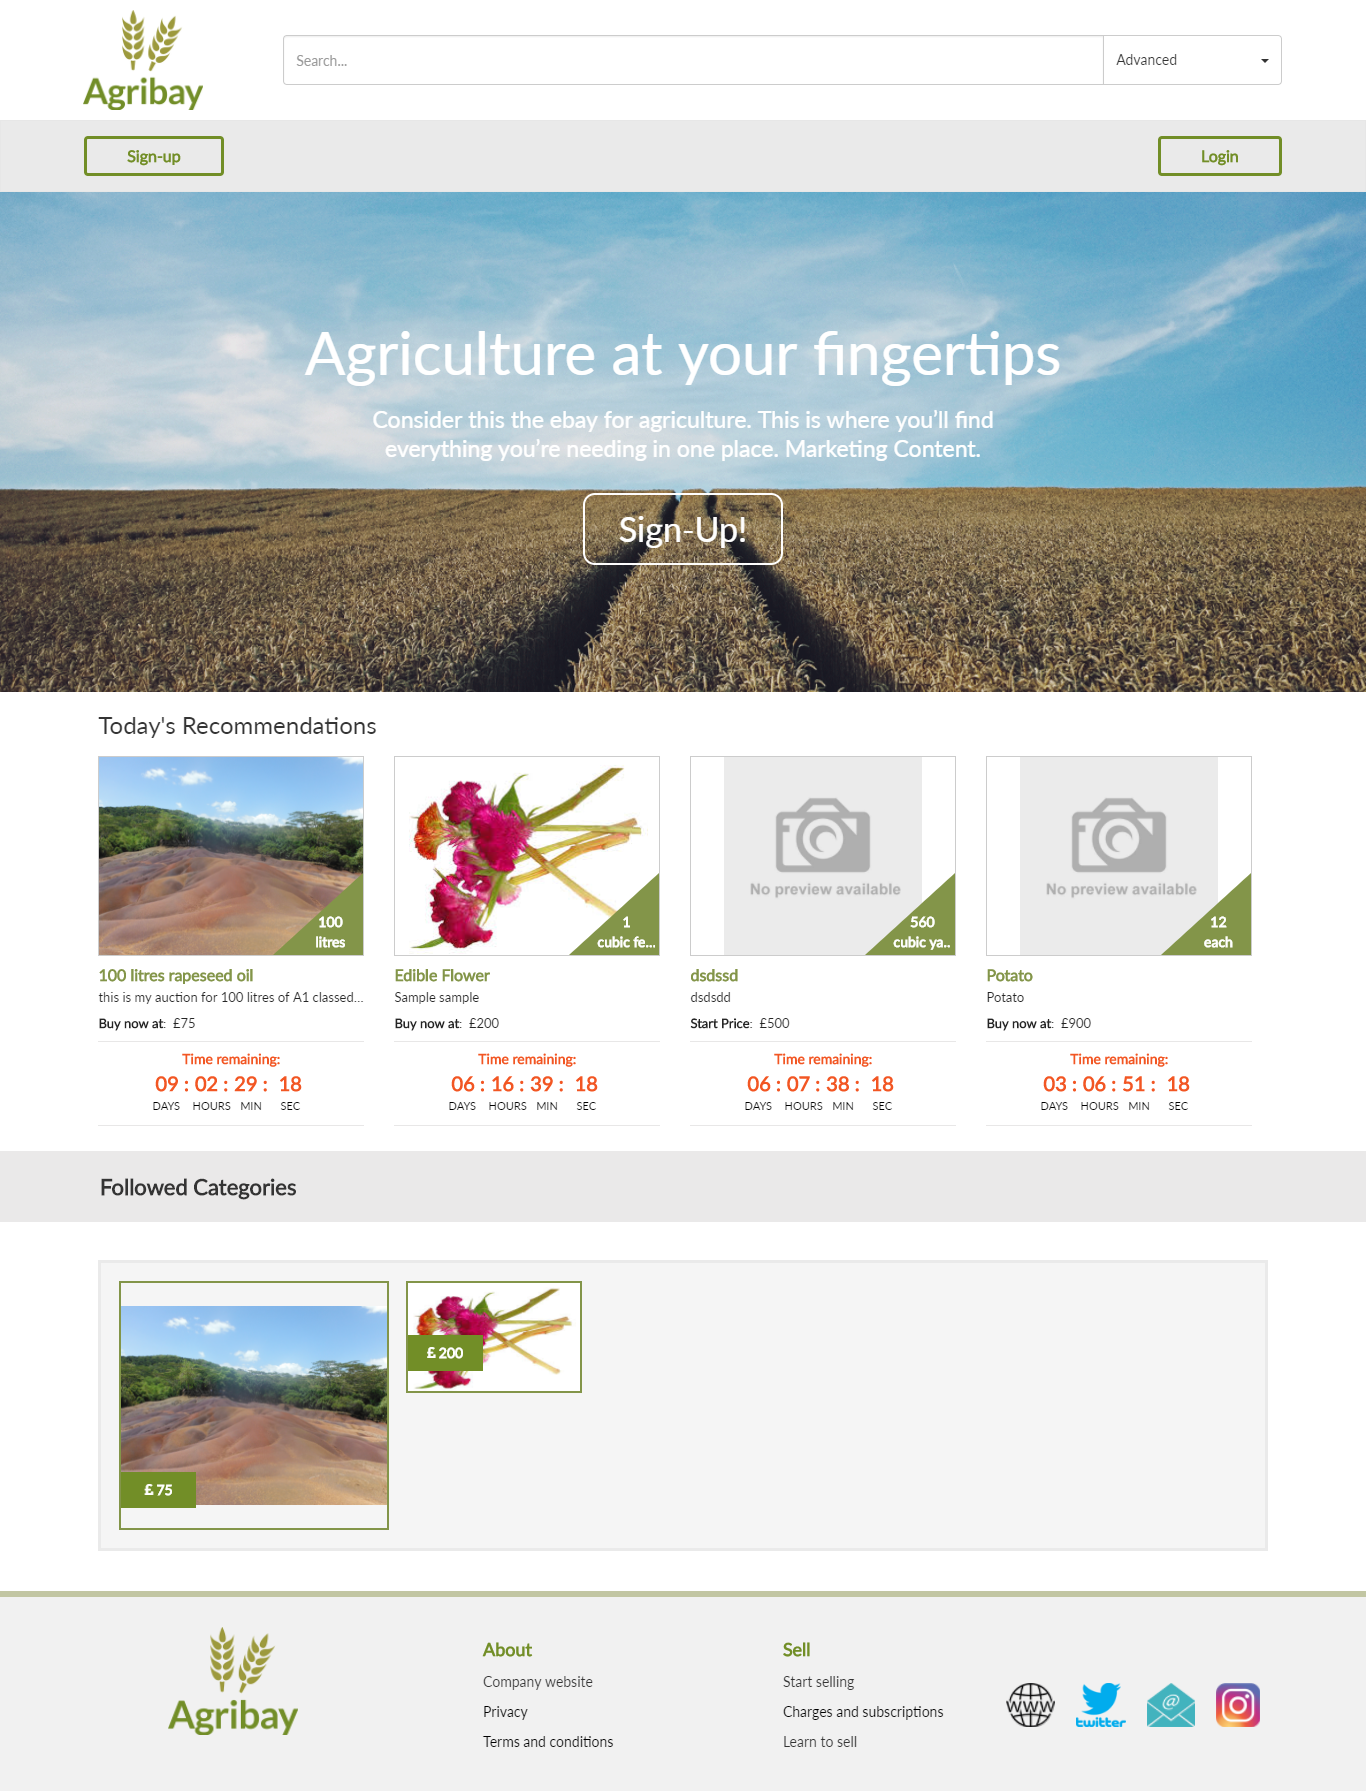 Agribay
Search...
Advanced
Sign-up
Login
Agriculture at your fingertips
Consider this the ebay for agriculture. This is where you’ll find
everything you’re needing in one place. Marketing Content.
Sign-Up!
Today's Recommendations
100
litres
1
cubic fe...
No preview available
560
cubic ya..
No preview available
12
each
100 litres rapeseed oil
this is my auction for 100 litres of A1 classed...
Buy now at: £75
Time remaining:
09 : 02 : 29 : 18
DAYS HOURS MIN SEC
Edible Flower
Sample sample
Buy now at: £200
Time remaining:
06 : 16 : 39 : 18
DAYS HOURS MIN SEC
dsdssd
dsdsdd
Start Price: £500
Time remaining:
06 : 07 : 38 : 18
DAYS HOURS MIN SEC
Potato
Potato
Buy now at: £900
Time remaining:
03 : 06 : 51 : 18
DAYS HOURS MIN SEC
Followed Categories
£ 75
£ 200
Agribay
About
Company website
Privacy
Terms and conditions
Sell
Start selling
Charges and subscriptions
Learn to sell
WWW
twitter
@